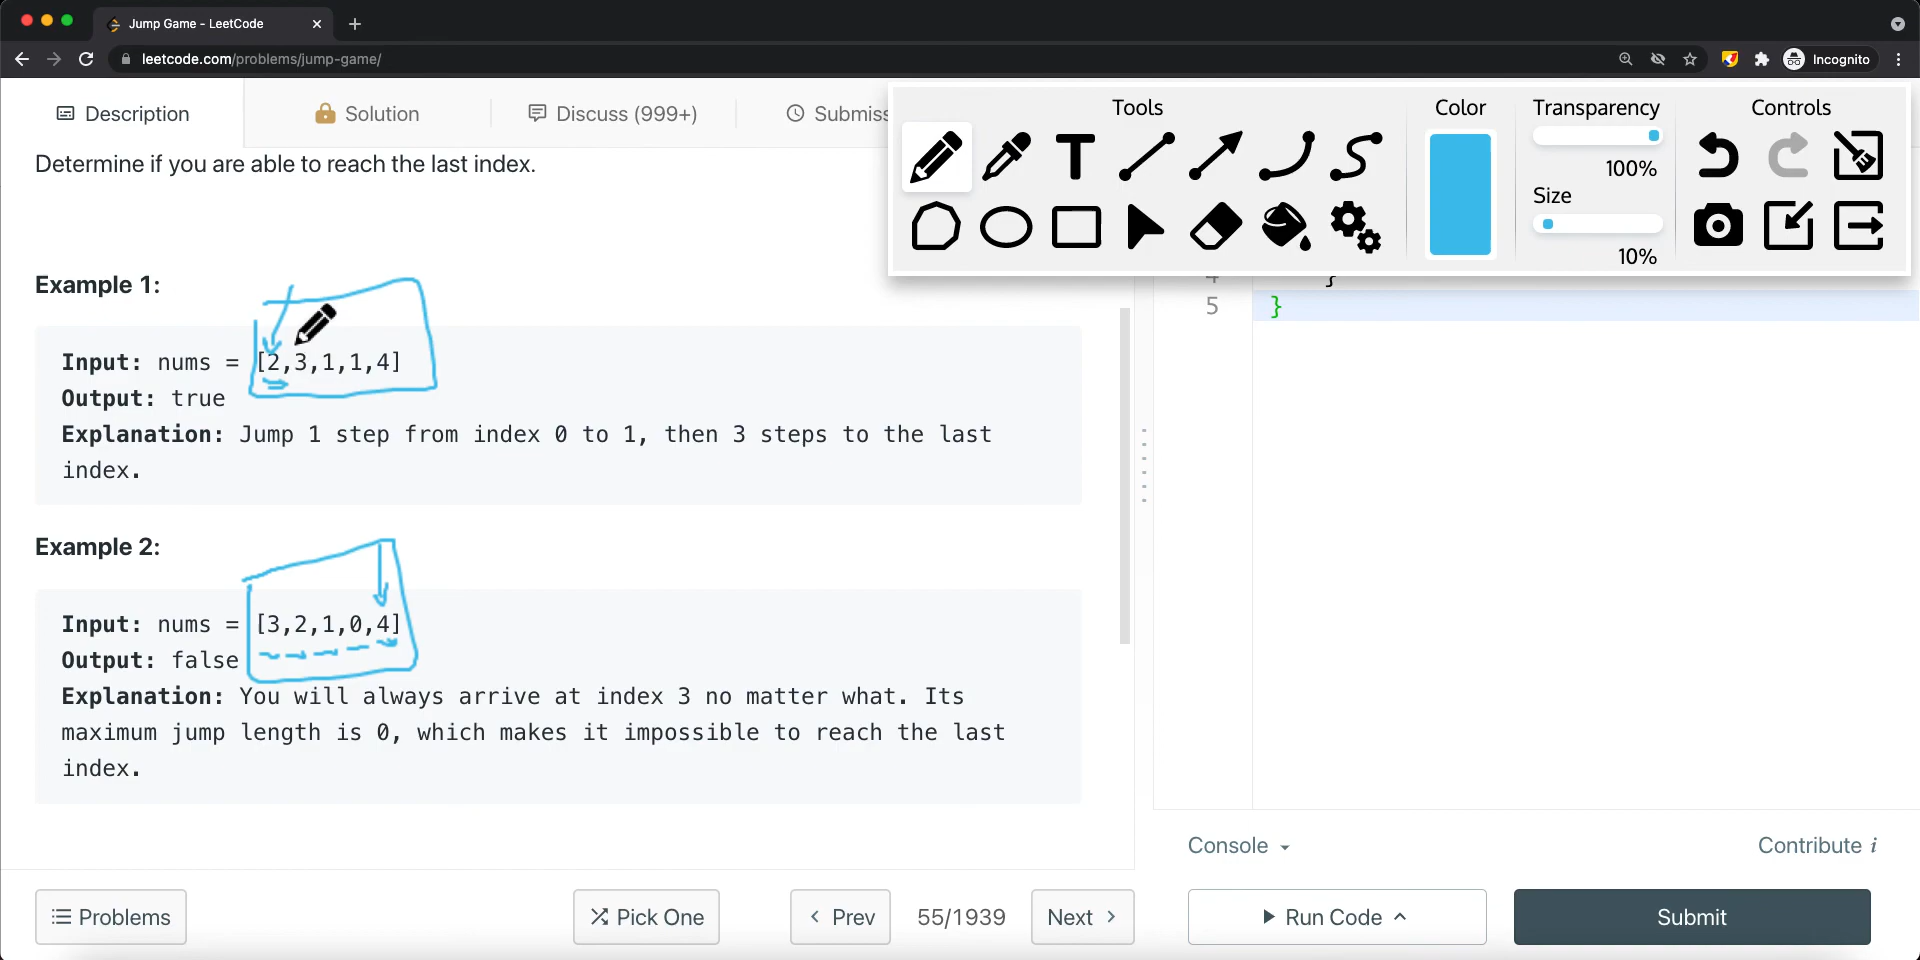 Jump Game - LeetCode
leetcode.com/problems/jump-game/
Incognito
Description
Solution
Discuss (999+)
Submiss
Tools
Color
Transparency
Controls
100%
Size
10%
Determine if you are able to reach the last index.
Example 1:
Input: nums = [2,3,1,1,4]
Output: true
Explanation: Jump 1 step from index 0 to 1, then 3 steps to the last
index.
Example 2:
Input: nums = [3,2,1,0,4]
Output: false
Explanation: You will always arrive at index 3 no matter what. Its
maximum jump length is 0, which makes it impossible to reach the last
index.
4 }
5 }
Console
Contribute i
Problems
Pick One
Prev
55/1939
Next
Run Code
Submit